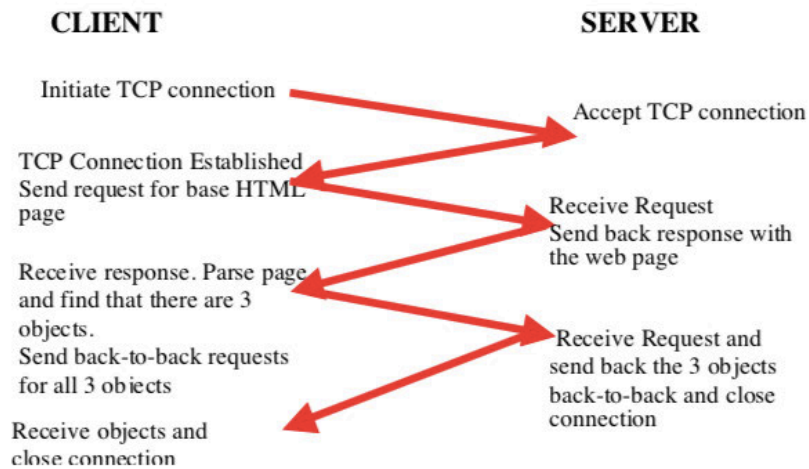 CLIENT
SERVER
Initiate TCP connection
Accept TCP connection
TCP Connection Established
Send request for base HTML
page
Receive Request
Send back response with
the web page
Receive response. Parse page
and find that there are 3
objects.
Send back-to-back requests
for all 3 objects
Receive Request and
send back the 3 objects
back-to-back and close
connection
Receive objects and
close connection